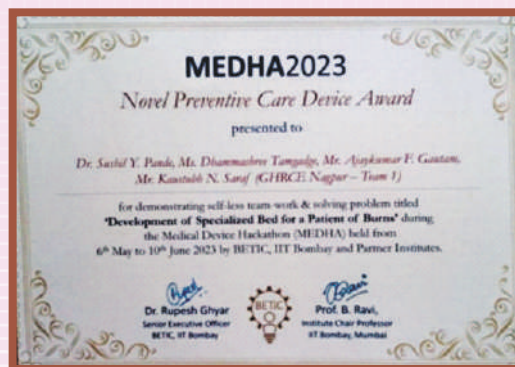 MEDHA2023
Novel Preventive Care Device Award
presented to
Dr. Sushil Y. Pande, Ms. Dhammashree Tamgadge, Mr. Ajaykumar F. Gautam,
Mr. Kaustubh N. Saraf (GHRCE Nagpur – Team 1)
for demonstrating self-less team-work & solving problem titled
'Development of Specialized Bed for a Patient of Burns' during
the Medical Device Hackathon (MEDHA) held from
6th May to 10th June 2023 by BETIC, IIT Bombay and Partner Institutes.
Dr. Rupesh Ghyar
Senior Executive Officer
BETIC, IIT Bombay
BETIC
Prof. B. Ravi,
Institute Chair Professor
IIT Bombay, Mumbai